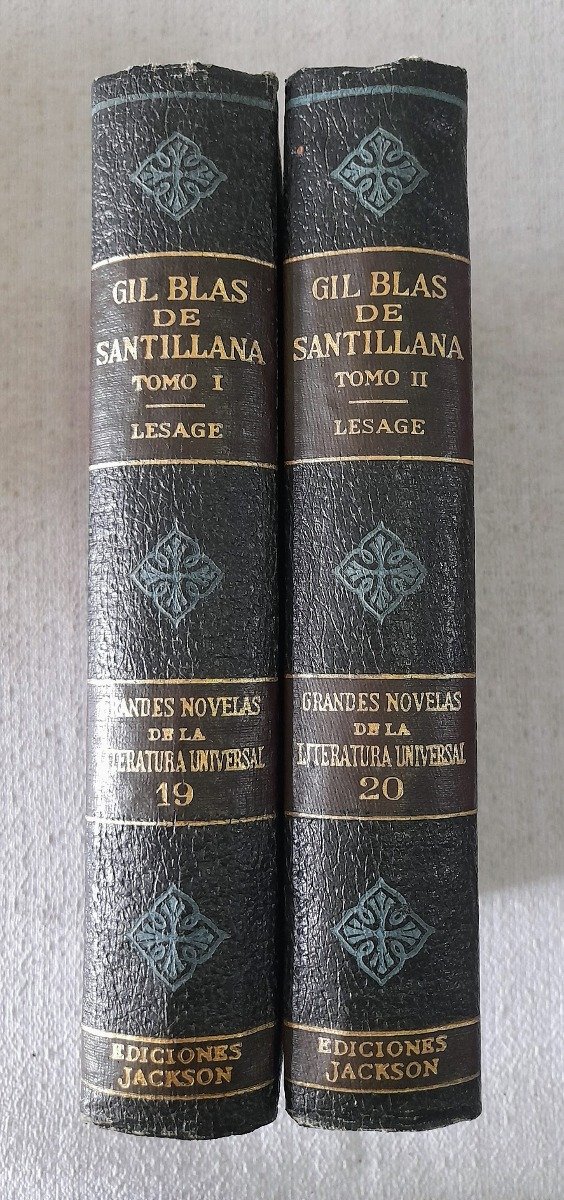 GIL BLAS
DE
SANTILLANA
TOMO I
LESAGE
GRANDES NOVELAS
DE LA
LITERATURA UNIVERSAL
19
EDICIONES
JACKSON
GIL BLAS
DE
SANTILLANA
TOMO II
LESAGE
GRANDES NOVELAS
DE LA
LITERATURA UNIVERSAL
20
EDICIONES
JACKSON